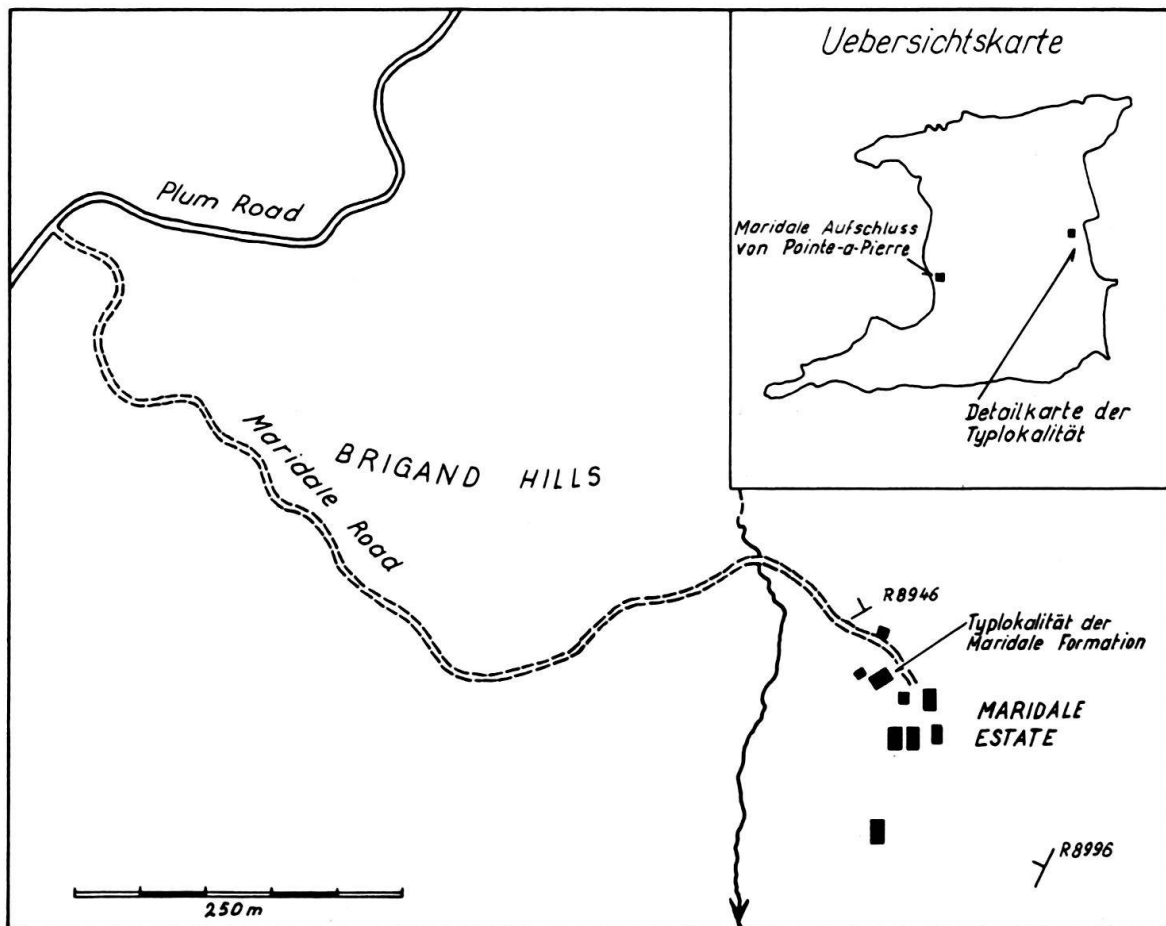 Uebersichtskarte
Plum Road
Maridale Aufschluss
von Pointe-a-Pierre
Detailkarte der
Typlokalität
Maridale Road
BRIGAND HILLS
R8946
Typlokalität der
Maridale Formation
MARIDALE
ESTATE
R8996
250m